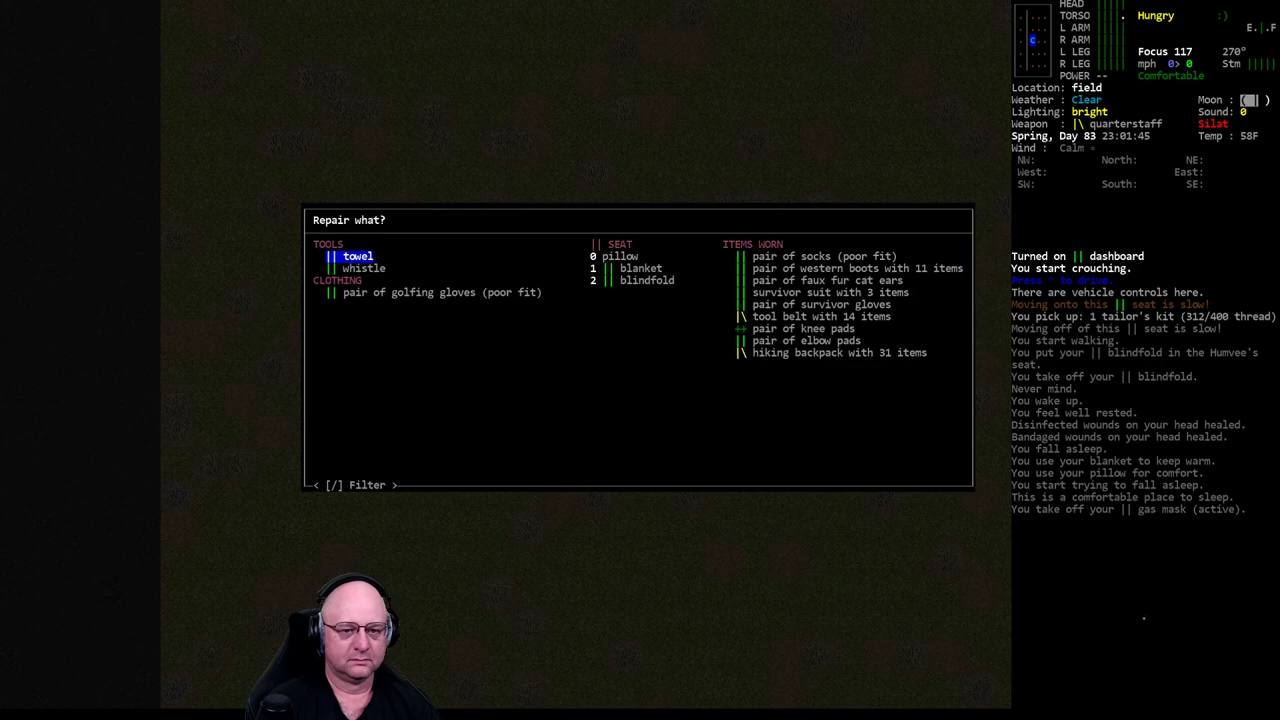 Repair what?
TOOLS
|| towel
|| whistle
CLOTHING
|| pair of golfing gloves (poor fit)
|| SEAT
0 pillow
1 || blanket
2 || blindfold
ITEMS WORN
|| pair of socks (poor fit)
|| pair of western boots with 11 items
|| pair of faux fur cat ears
|| survivor suit with 3 items
|| pair of survivor gloves
|\ tool belt with 14 items
++ pair of knee pads
|| pair of elbow pads
|\ hiking backpack with 31 items
< [/] Filter >
HEAD |||||
TORSO ||||. Hungry :)
L ARM ||||| E.|.F
R ARM |||||
L LEG ||||| Focus 117 270°
R LEG ||||| mph 0> 0 Stm |||||
POWER -- Comfortable
Location: field
Weather : Clear Moon : (   )
Lighting: bright Sound: 0
Weapon : |\ quarterstaff Silat
Spring, Day 83 23:01:45 Temp : 58F
Wind : Calm
NW: North: NE:
West: East:
SW: South: SE:
Turned on || dashboard
You start crouching.
Press ^ to drive.
There are vehicle controls here.
Moving onto this || seat is slow!
You pick up: 1 tailor's kit (312/400 thread)
Moving off of this || seat is slow!
You start walking.
You put your || blindfold in the Humvee's
seat.
You take off your || blindfold.
Never mind.
You wake up.
You feel well rested.
Disinfected wounds on your head healed.
Bandaged wounds on your head healed.
You fall asleep.
You use your blanket to keep warm.
You use your pillow for comfort.
You start trying to fall asleep.
This is a comfortable place to sleep.
You take off your || gas mask (active).